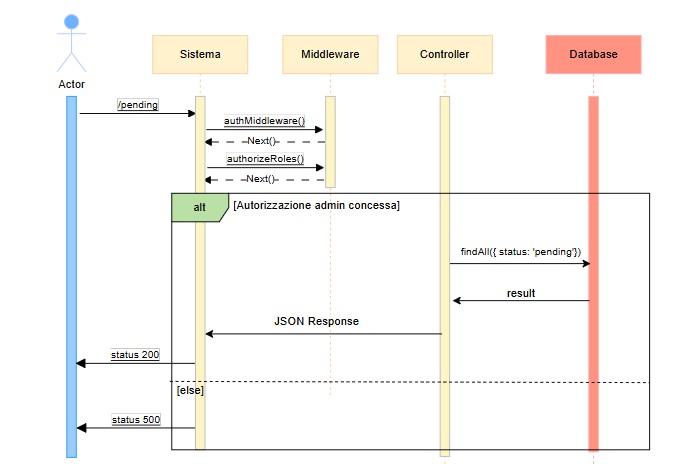 Sistema
Middleware
Controller
Database
Actor
/pending
authMiddleware()
Next()
authorizeRoles()
Next()
alt
[Autorizzazione admin concessa]
findAll({ status: 'pending'})
result
JSON Response
status 200
[else]
status 500